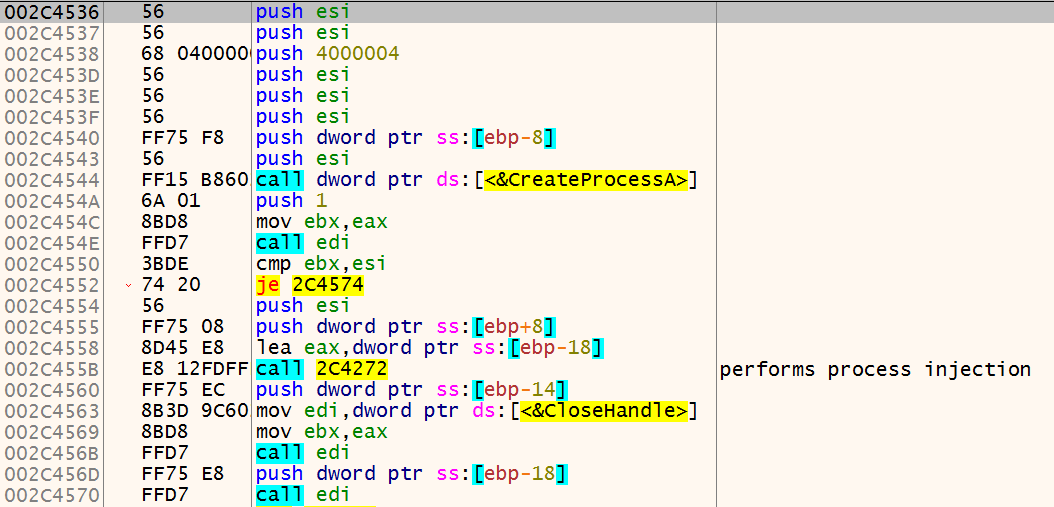 002C4536 56 push esi
002C4537 56 push esi
002C4538 68 0400000 push 4000004
002C453D 56 push esi
002C453E 56 push esi
002C453F 56 push esi
002C4540 FF75 F8 push dword ptr ss:[ebp-8]
002C4543 56 push esi
002C4544 FF15 B860 call dword ptr ds:[<&CreateProcessA>]
002C454A 6A 01 push 1
002C454C 8BD8 mov ebx,eax
002C454E FFD7 call edi
002C4550 3BDE cmp ebx,esi
002C4552 74 20 je 2C4574
002C4554 56 push esi
002C4555 FF75 08 push dword ptr ss:[ebp+8]
002C4558 8D45 E8 lea eax,dword ptr ss:[ebp-18]
002C455B E8 12FDFF call 2C4272 performs process injection
002C4560 FF75 EC push dword ptr ss:[ebp-14]
002C4563 8B3D 9C60 mov edi,dword ptr ds:[<&CloseHandle>]
002C4569 8BD8 mov ebx,eax
002C456B FFD7 call edi
002C456D FF75 E8 push dword ptr ss:[ebp-18]
002C4570 FFD7 call edi